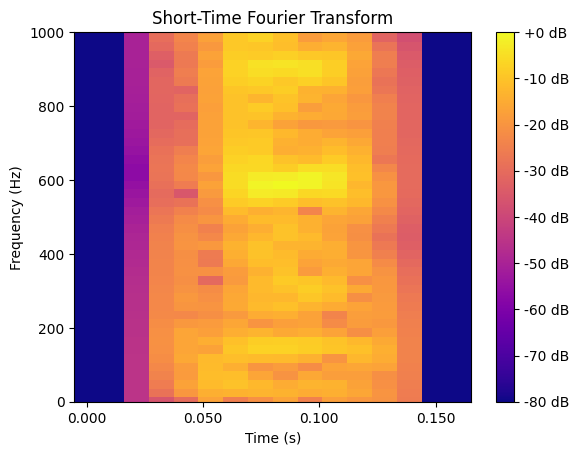 Short-Time Fourier Transform
1000
800
600
400
200
0
Frequency (Hz)
0.000
0.050
0.100
0.150
Time (s)
+0 dB
-10 dB
-20 dB
-30 dB
-40 dB
-50 dB
-60 dB
-70 dB
-80 dB